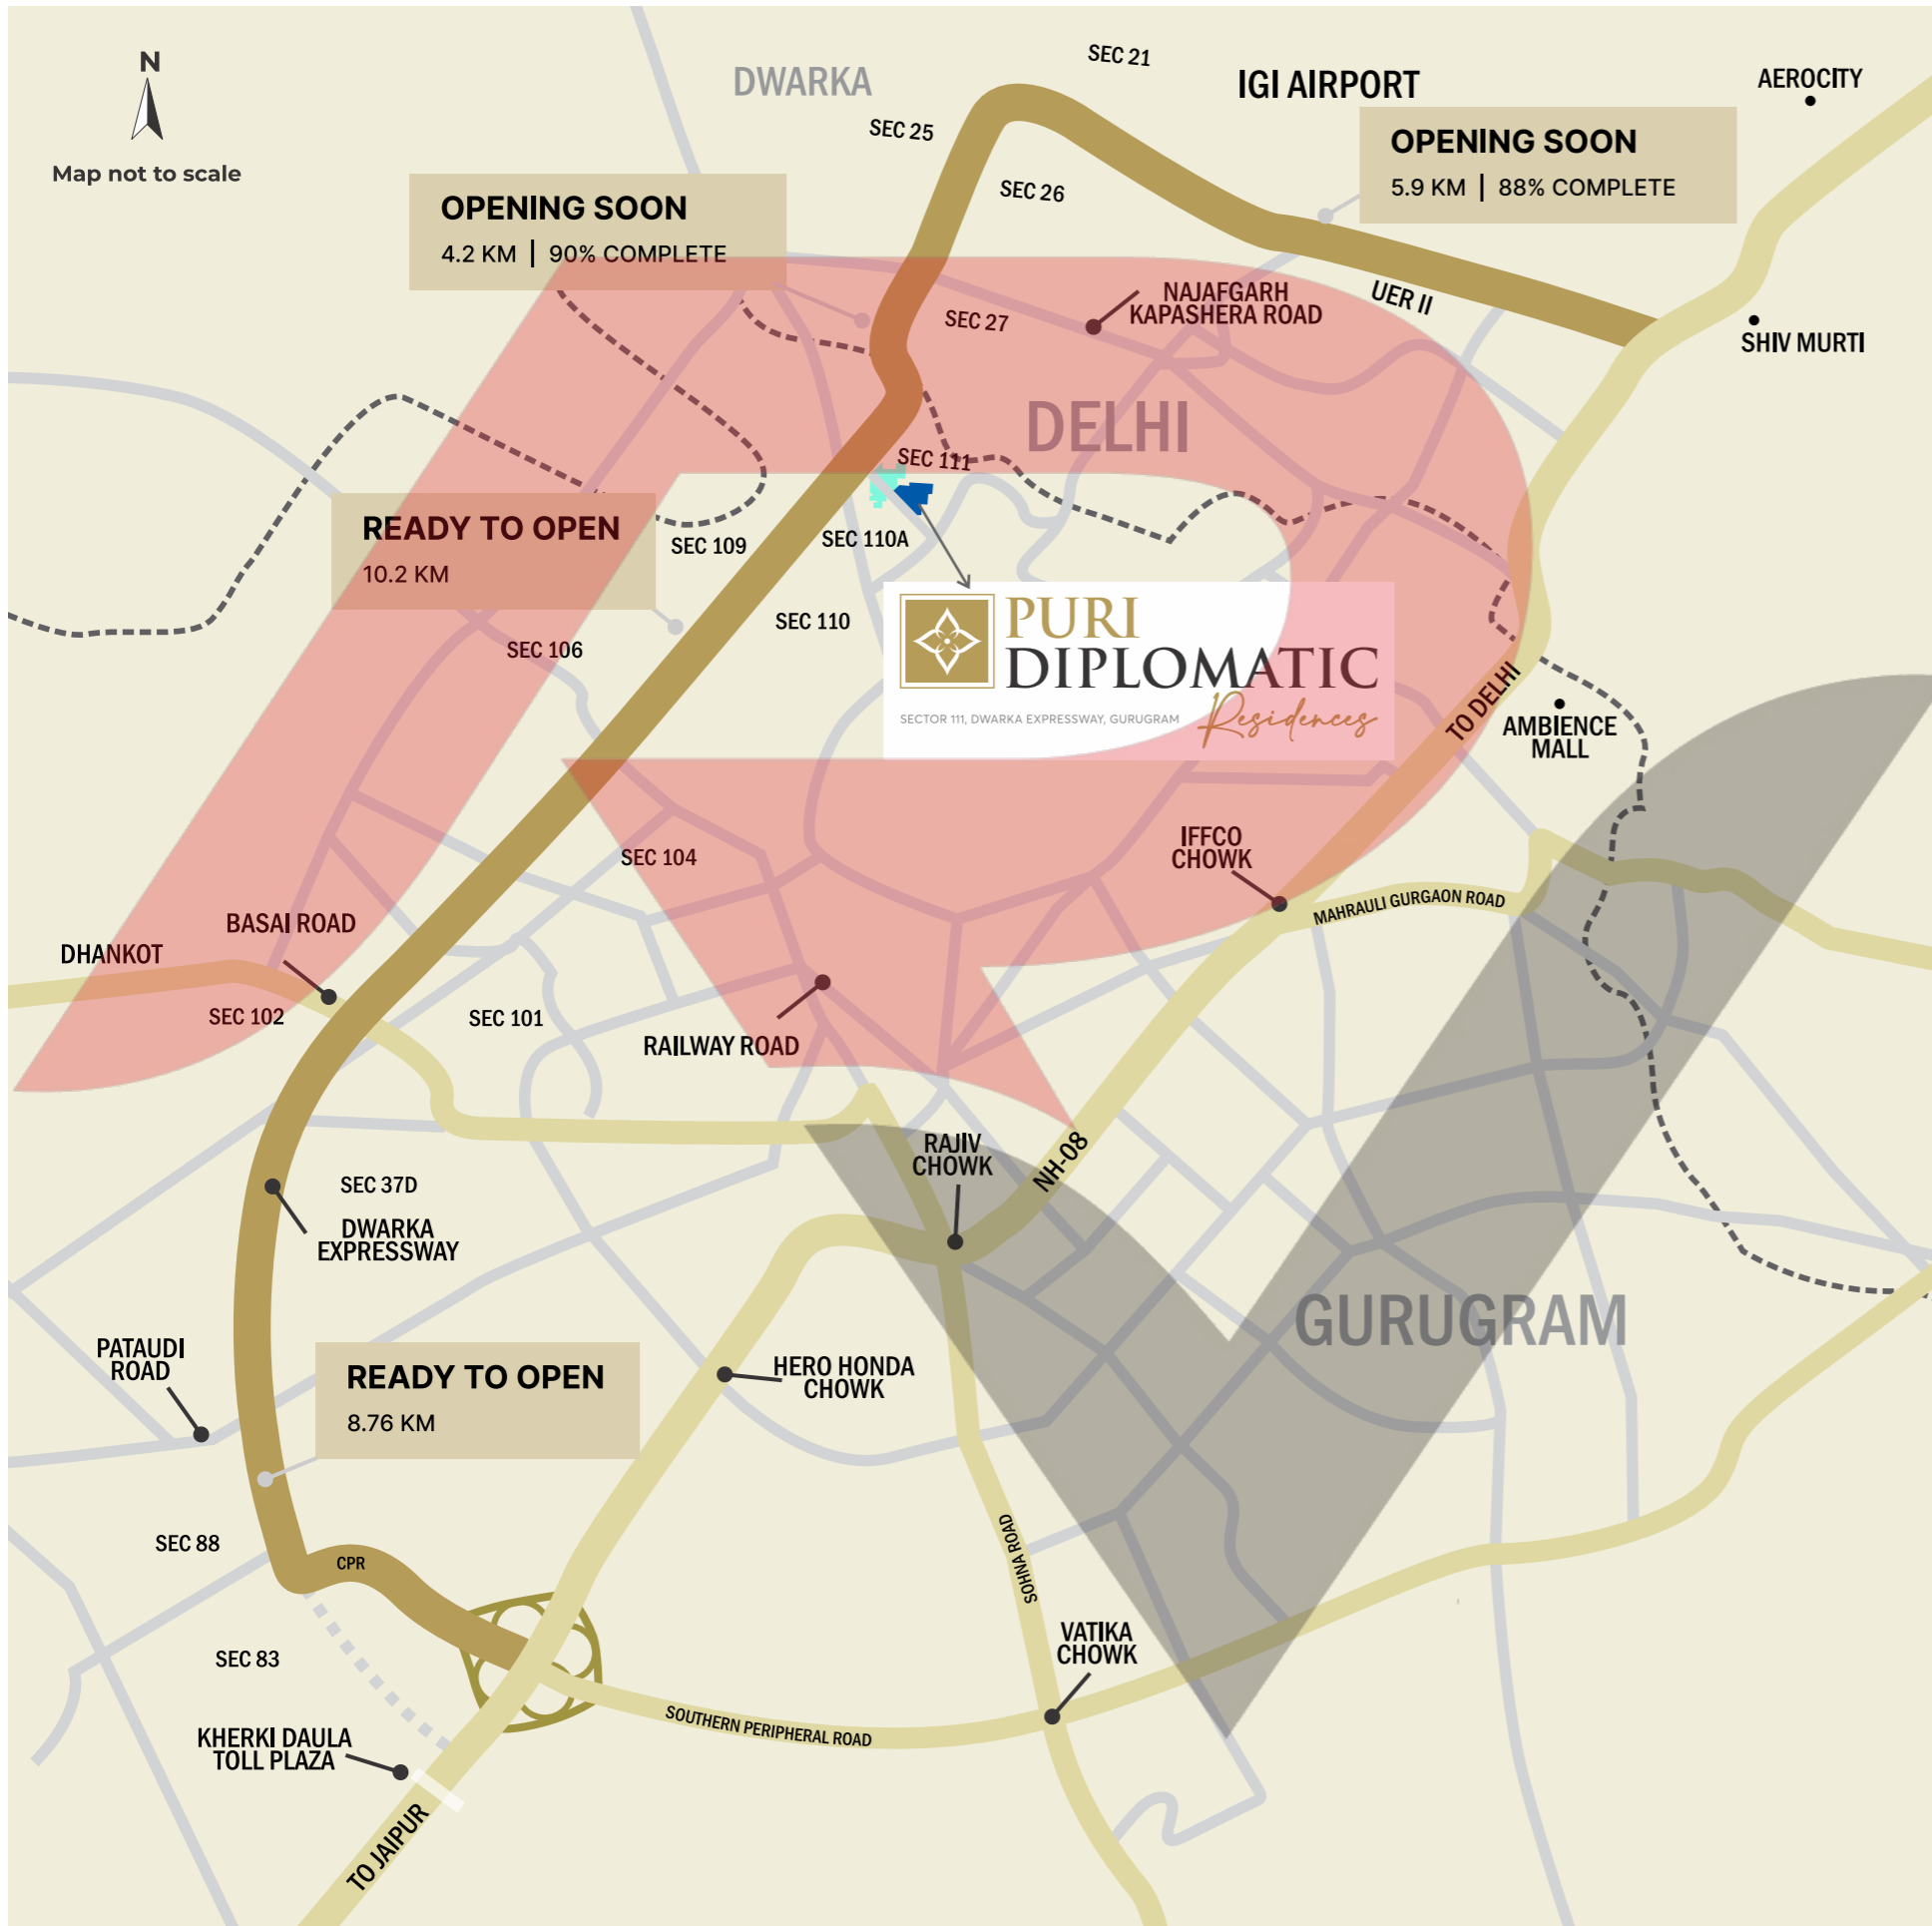 N
Map not to scale
DWARKA
SEC 21
IGI AIRPORT
AEROCITY
SEC 25
OPENING SOON
5.9 KM | 88% COMPLETE
SEC 26
OPENING SOON
4.2 KM | 90% COMPLETE
NAJAFGARH
KAPASHERA ROAD
UER II
SEC 27
SHIV MURTI
DELHI
SEC 111
READY TO OPEN
10.2 KM
SEC 109
SEC 110A
SEC 110
SEC 106
PURI
DIPLOMATIC
Residences
SECTOR 111, DWARKA EXPRESSWAY, GURUGRAM
TO DELHI
AMBIENCE
MALL
IFFCO
CHOWK
SEC 104
MAHRAULI GURGAON ROAD
BASAI ROAD
DHANKOT
SEC 102
SEC 101
RAILWAY ROAD
RAJIV
CHOWK
NH-08
SEC 37D
DWARKA
EXPRESSWAY
GURUGRAM
PATAUDI
ROAD
READY TO OPEN
8.76 KM
HERO HONDA
CHOWK
SEC 88
CPR
SOHNA ROAD
SEC 83
VATIKA
CHOWK
SOUTHERN PERIPHERAL ROAD
KHERKI DAULA
TOLL PLAZA
TO JAIPUR